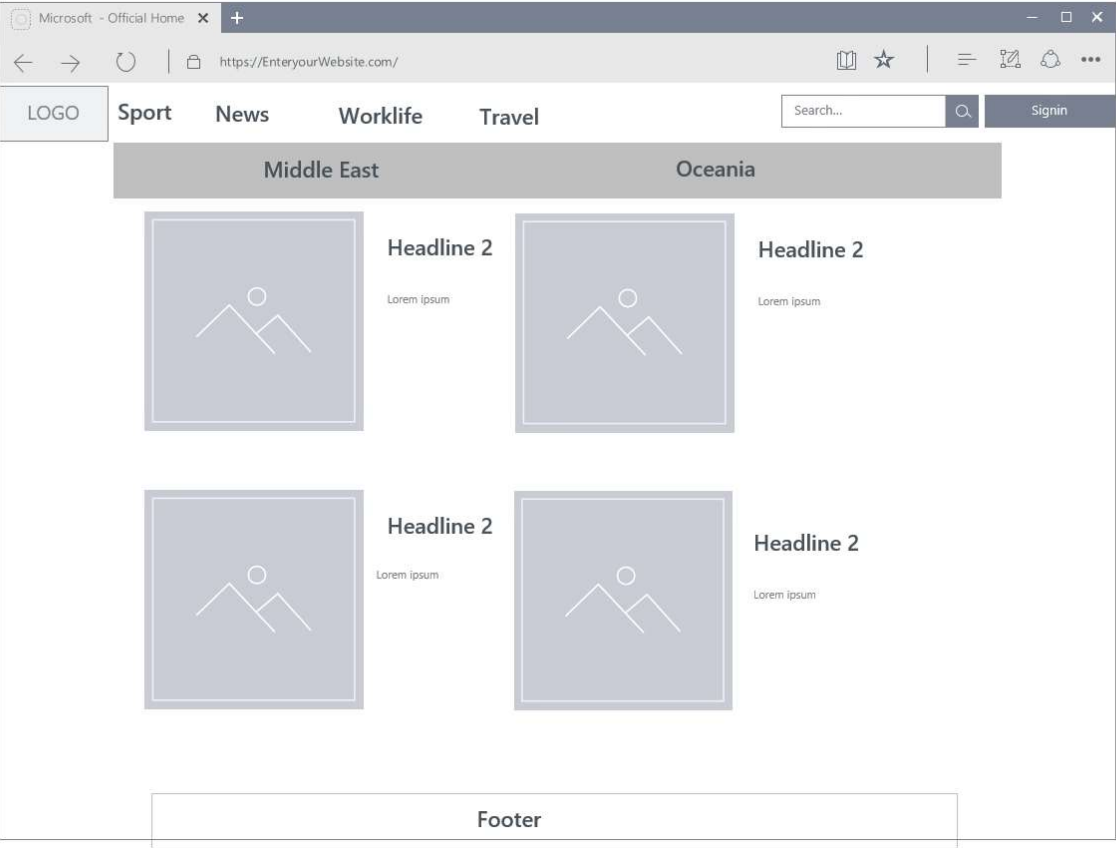 Microsoft - Official Home
https://EnteryourWebsite.com/
LOGO
Sport
News
Worklife
Travel
Search...
Signin
Middle East
Oceania
Headline 2
Lorem ipsum
Headline 2
Lorem ipsum
Headline 2
Lorem ipsum
Headline 2
Lorem ipsum
Footer